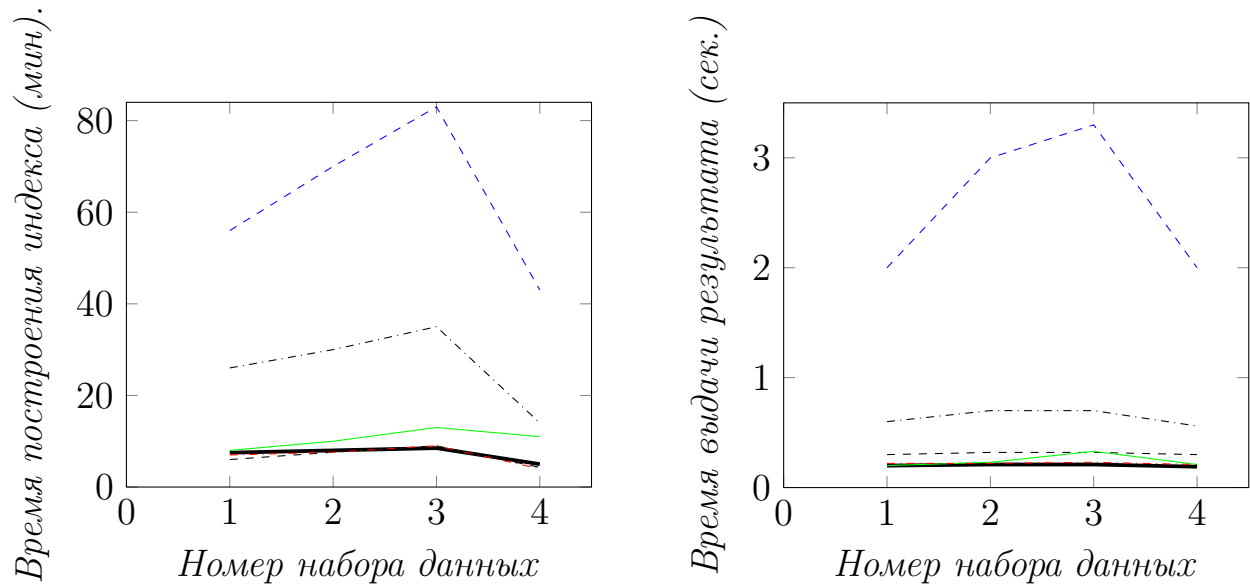 Время построения индекса (мин).
80
60
40
20
0
0 1 2 3 4
Номер набора данных
Время выдачи результата (сек.)
3
2
1
0
0 1 2 3 4
Номер набора данных